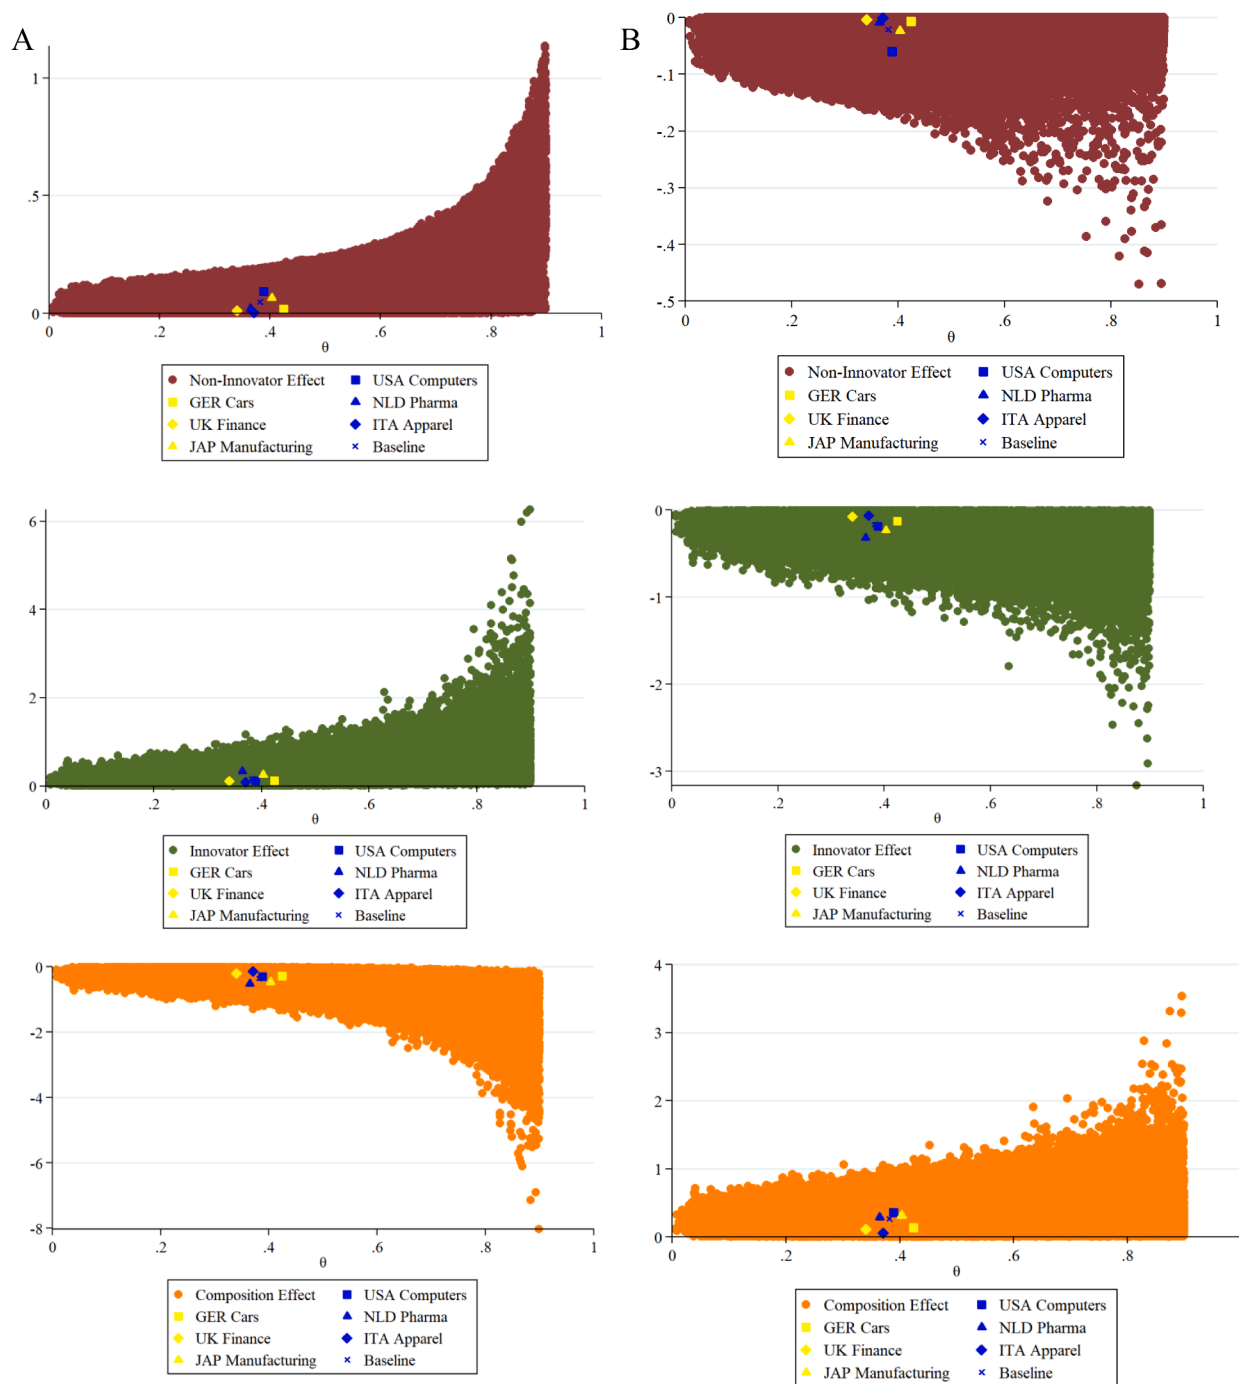 A
1
.5
0
0 .2 .4 .6 .8 1
θ
Non-Innovator Effect USA Computers
GER Cars NLD Pharma
UK Finance ITA Apparel
JAP Manufacturing Baseline
B
0
-.1
-.2
-.3
-.4
-.5
0 .2 .4 .6 .8 1
θ
Non-Innovator Effect USA Computers
GER Cars NLD Pharma
UK Finance ITA Apparel
JAP Manufacturing Baseline
6
4
2
0
0 .2 .4 .6 .8 1
θ
Innovator Effect USA Computers
GER Cars NLD Pharma
UK Finance ITA Apparel
JAP Manufacturing Baseline
0
-1
-2
-3
0 .2 .4 .6 .8 1
θ
Innovator Effect USA Computers
GER Cars NLD Pharma
UK Finance ITA Apparel
JAP Manufacturing Baseline
0
-2
-4
-6
-8
0 .2 .4 .6 .8 1
θ
Composition Effect USA Computers
GER Cars NLD Pharma
UK Finance ITA Apparel
JAP Manufacturing Baseline
4
3
2
1
0
0 .2 .4 .6 .8
θ
Composition Effect USA Computers
GER Cars NLD Pharma
UK Finance ITA Apparel
JAP Manufacturing Baseline